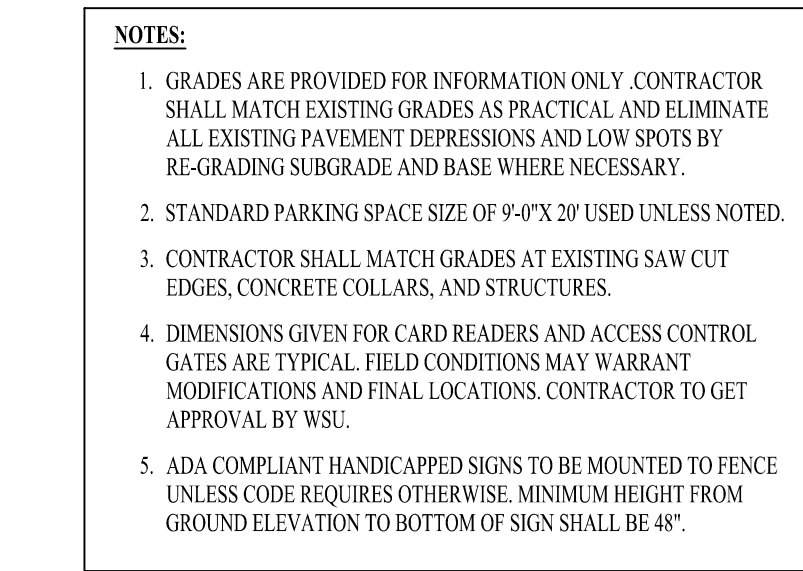 NOTES:
1. GRADES ARE PROVIDED FOR INFORMATION ONLY .CONTRACTOR
SHALL MATCH EXISTING GRADES AS PRACTICAL AND ELIMINATE
ALL EXISTING PAVEMENT DEPRESSIONS AND LOW SPOTS BY
RE-GRADING SUBGRADE AND BASE WHERE NECESSARY.
2. STANDARD PARKING SPACE SIZE OF 9'-0"X 20' USED UNLESS NOTED.
3. CONTRACTOR SHALL MATCH GRADES AT EXISTING SAW CUT
EDGES, CONCRETE COLLARS, AND STRUCTURES.
4. DIMENSIONS GIVEN FOR CARD READERS AND ACCESS CONTROL
GATES ARE TYPICAL. FIELD CONDITIONS MAY WARRANT
MODIFICATIONS AND FINAL LOCATIONS. CONTRACTOR TO GET
APPROVAL BY WSU.
5. ADA COMPLIANT HANDICAPPED SIGNS TO BE MOUNTED TO FENCE
UNLESS CODE REQUIRES OTHERWISE. MINIMUM HEIGHT FROM
GROUND ELEVATION TO BOTTOM OF SIGN SHALL BE 48".